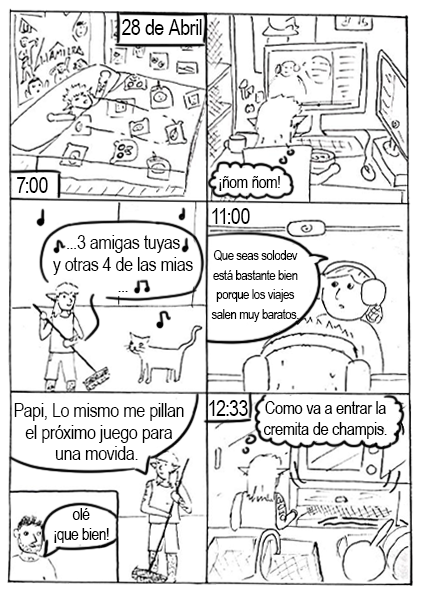 28 de Abril
7:00
¡ñom ñom!
...3 amigas tuyas
y otras 4 de las mias
...
11:00
Que seas solodev
está bastante bien
porque los viajes
salen muy baratos.
Papi, Lo mismo me pillan
el próximo juego para
una movida.
olé
¡que bien!
12:33
Como va a entrar la
cremita de champis.